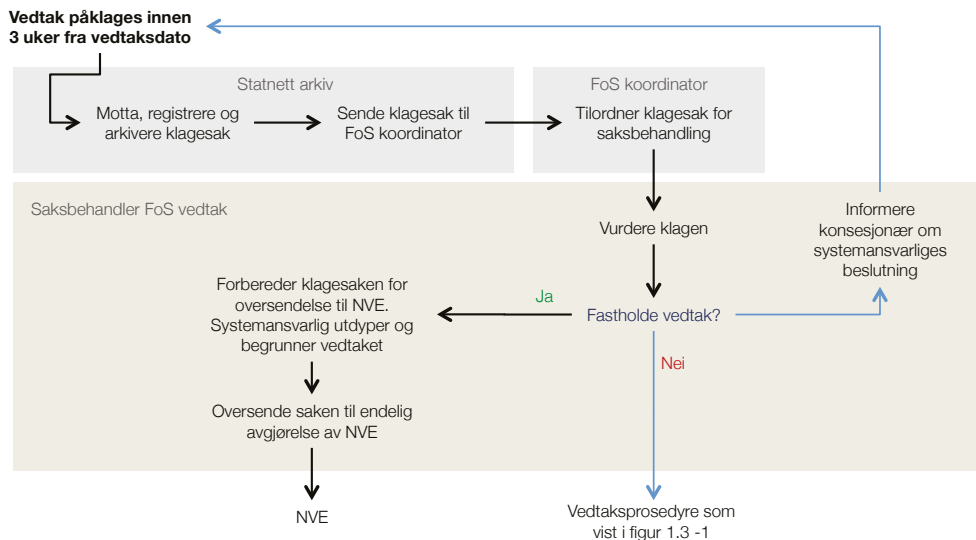 Vedtak påklages innen
3 uker fra vedtaksdato
Statnett arkiv
FoS koordinator
Motta, registrere og
arkivere klagesak
Sende klagesak til
FoS koordinator
Tilordner klagesak for
saksbehandling
Saksbehandler FoS vedtak
Vurdere klagen
Informere
konsesjonær om
systemansvarliges
beslutning
Forbereder klagesaken for
oversendelse til NVE.
Systemansvarlig utdyper og
begrunner vedtaket
Ja
Fastholde vedtak?
Nei
Oversende saken til endelig
avgjørelse av NVE
NVE
Vedtaksprosedyre som
vist i figur 1.3 -1